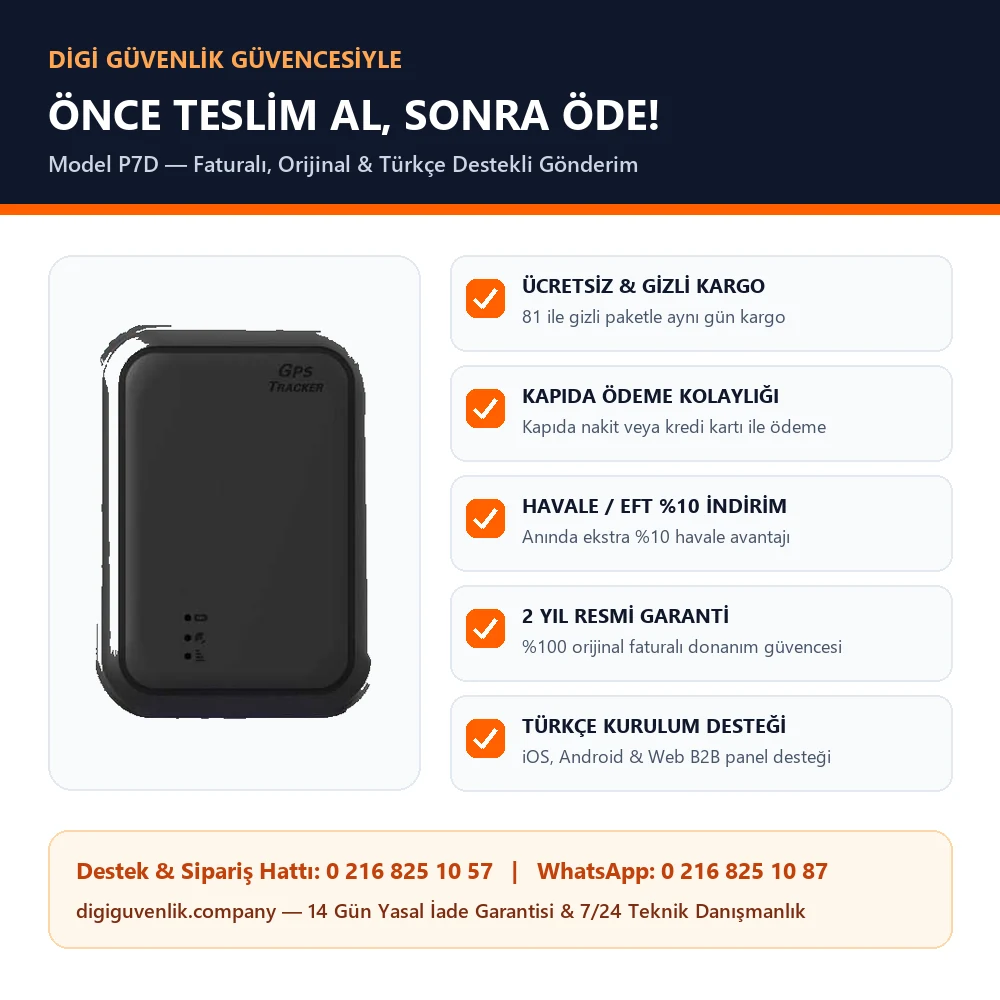 DİGİ GÜVENLİK GÜVENCESİYLE
ÖNCE TESLİM AL, SONRA ÖDE!
Model P7D — Faturalı, Orijinal & Türkçe Destekli Gönderim
GPS
TRACKER
ÜCRETSİZ & GİZLİ KARGO
81 ile gizli paketle aynı gün kargo
KAPIDA ÖDEME KOLAYLIĞI
Kapıda nakit veya kredi kartı ile ödeme
HAVALE / EFT %10 İNDİRİM
Anında ekstra %10 havale avantajı
2 YIL RESMİ GARANTİ
%100 orijinal faturalı donanım güvencesi
TÜRKÇE KURULUM DESTEĞİ
iOS, Android & Web B2B panel desteği
Destek & Sipariş Hattı: 0 216 825 10 57 | WhatsApp: 0 216 825 10 87
digiguvenlik.company — 14 Gün Yasal İade Garantisi & 7/24 Teknik Danışmanlık